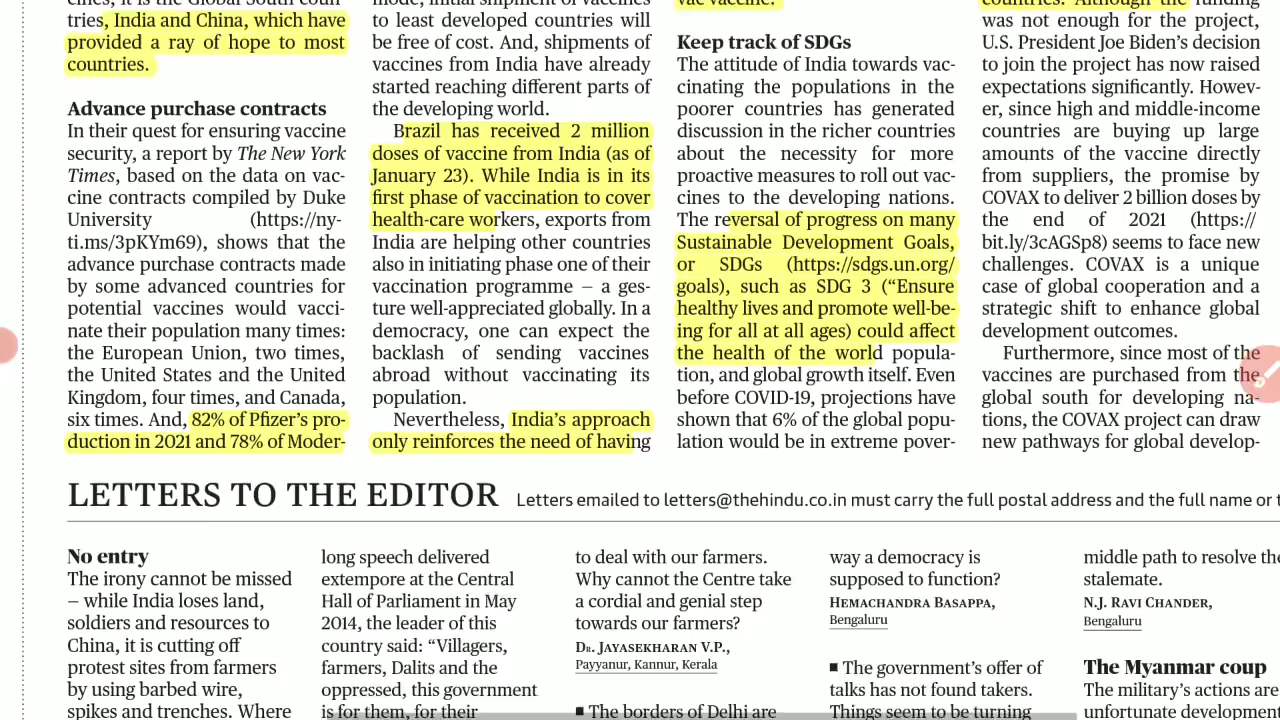 cines, it is the Global South coun-
tries, India and China, which have
provided a ray of hope to most
countries.
Advance purchase contracts
In their quest for ensuring vaccine
security, a report by The New York
Times, based on the data on vac-
cine contracts compiled by Duke
University (https://ny-
ti.ms/3pKYm69), shows that the
advance purchase contracts made
by some advanced countries for
potential vaccines would vacci-
nate their population many times:
the European Union, two times,
the United States and the United
Kingdom, four times, and Canada,
six times. And, 82% of Pfizer's pro-
duction in 2021 and 78% of Moder-
mode, initial shipment of vaccines
to least developed countries will
be free of cost. And, shipments of
vaccines from India have already
started reaching different parts of
the developing world.
Brazil has received 2 million
doses of vaccine from India (as of
January 23). While India is in its
first phase of vaccination to cover
health-care workers, exports from
India are helping other countries
also in initiating phase one of their
vaccination programme — a ges-
ture well-appreciated globally. In a
democracy, one can expect the
backlash of sending vaccines
abroad without vaccinating its
population.
Nevertheless, India's approach
only reinforces the need of having
vac vaccine.
Keep track of SDGs
The attitude of India towards vac-
cinating the populations in the
poorer countries has generated
discussion in the richer countries
about the necessity for more
proactive measures to roll out vac-
cines to the developing nations.
The reversal of progress on many
Sustainable Development Goals,
or SDGs (https://sdgs.un.org/
goals), such as SDG 3 ("Ensure
healthy lives and promote well-be-
ing for all at all ages) could affect
the health of the world popula-
tion, and global growth itself. Even
before COVID-19, projections have
shown that 6% of the global popu-
lation would be in extreme pover-
countries. Although the funding
was not enough for the project,
U.S. President Joe Biden's decision
to join the project has now raised
expectations significantly. Howev-
er, since high and middle-income
countries are buying up large
amounts of the vaccine directly
from suppliers, the promise by
COVAX to deliver 2 billion doses by
the end of 2021 (https://
bit.ly/3cAGSp8) seems to face new
challenges. COVAX is a unique
case of global cooperation and a
strategic shift to enhance global
development outcomes.
Furthermore, since most of the
vaccines are purchased from the
global south for developing na-
tions, the COVAX project can draw
new pathways for global develop-
LETTERS TO THE EDITOR Letters emailed to letters@thehindu.co.in must carry the full postal address and the full name or t
No entry
The irony cannot be missed
— while India loses land,
soldiers and resources to
China, it is cutting off
protest sites from farmers
by using barbed wire,
spikes and trenches. Where
long speech delivered
extempore at the Central
Hall of Parliament in May
2014, the leader of this
country said: "Villagers,
farmers, Dalits and the
oppressed, this government
is for them, for their
to deal with our farmers.
Why cannot the Centre take
a cordial and genial step
towards our farmers?
DR. JAYASEKHARAN V.P.,
Payyanur, Kannur, Kerala
■ The borders of Delhi are
way a democracy is
supposed to function?
HEMACHANDRA BASAPPA,
Bengaluru
■ The government's offer of
talks has not found takers.
Things seem to be turning
middle path to resolve the
stalemate.
N.J. RAVI CHANDER,
Bengaluru
The Myanmar coup
The military's actions are
unfortunate development